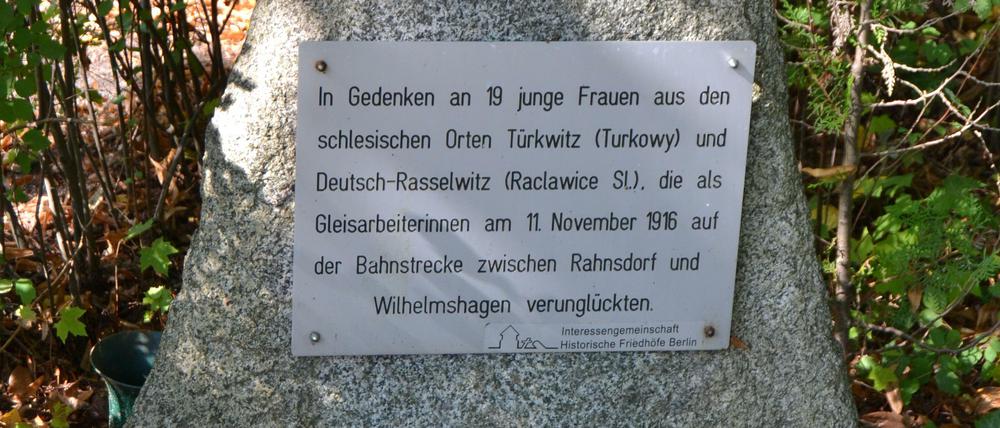 In Gedenken an 19 junge Frauen aus den
schlesischen Orten Türkwitz (Turkowy) und
Deutsch-Rasselwitz (Raclawice Sl.), die als
Gleisarbeiterinnen am 11. November 1916 auf
der Bahnstrecke zwischen Rahnsdorf und
Wilhelmshagen verunglückten.
Interessengemeinschaft
Historische Friedhöfe Berlin